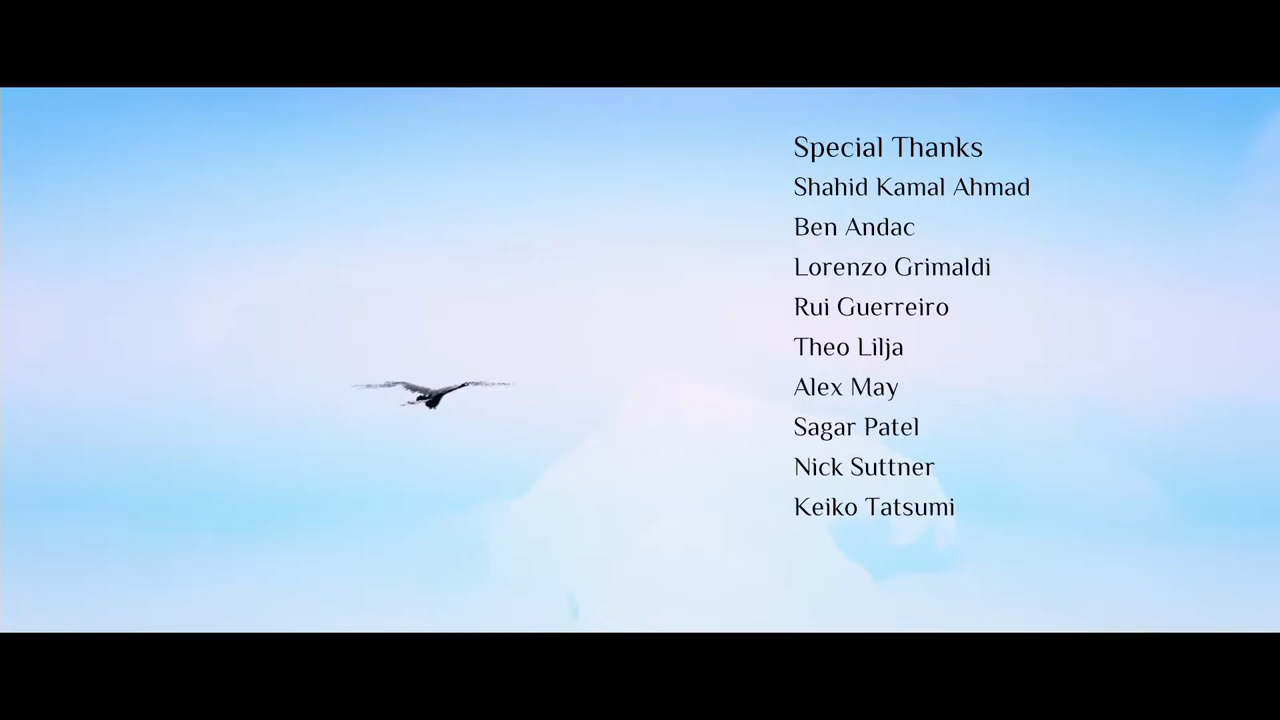 Special Thanks
Shahid Kamal Ahmad
Ben Andac
Lorenzo Grimaldi
Rui Guerreiro
Theo Lilja
Alex May
Sagar Patel
Nick Suttner
Keiko Tatsumi